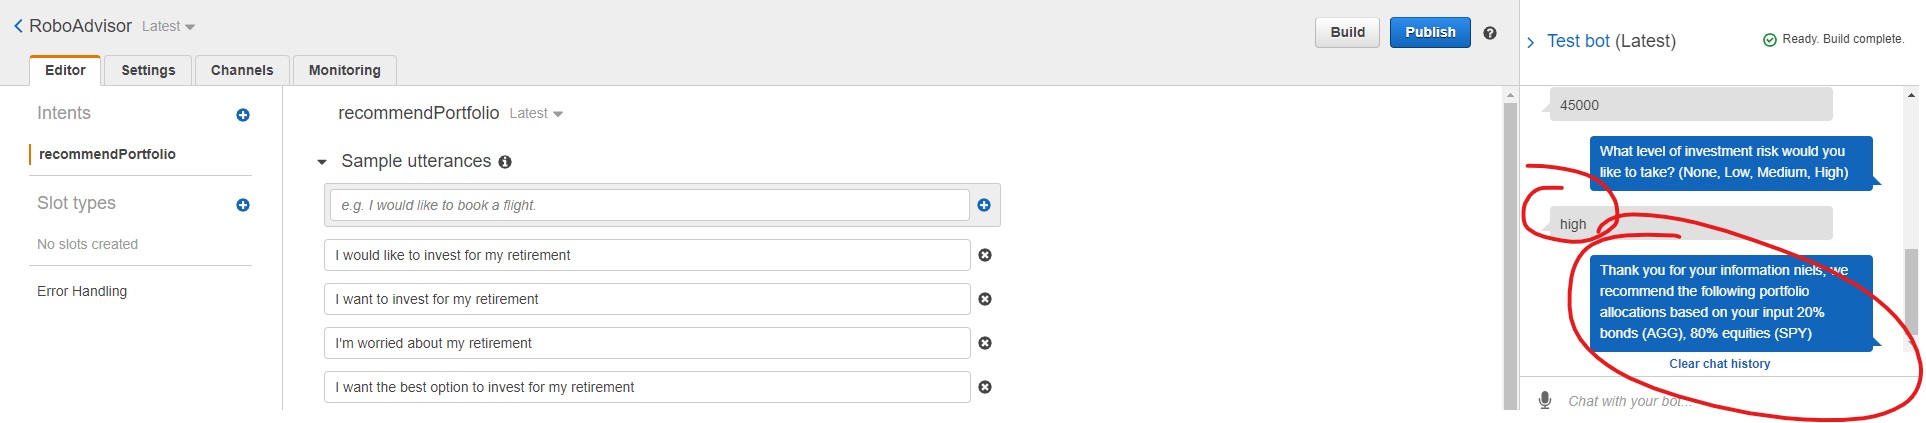 RoboAdvisor Latest
Build
Publish
Editor
Settings
Channels
Monitoring
Intents
recommendPortfolio
Slot types
No slots created
Error Handling
recommendPortfolio Latest
Sample utterances
e.g. I would like to book a flight.
I would like to invest for my retirement
I want to invest for my retirement
I'm worried about my retirement
I want the best option to invest for my retirement
Test bot (Latest)
Ready. Build complete.
45000
What level of investment risk would you
like to take? (None, Low, Medium, High)
high
Thank you for your information niels, we
recommend the following portfolio
allocations based on your input 20%
bonds (AGG), 80% equities (SPY)
Clear chat history
Chat with your bot...